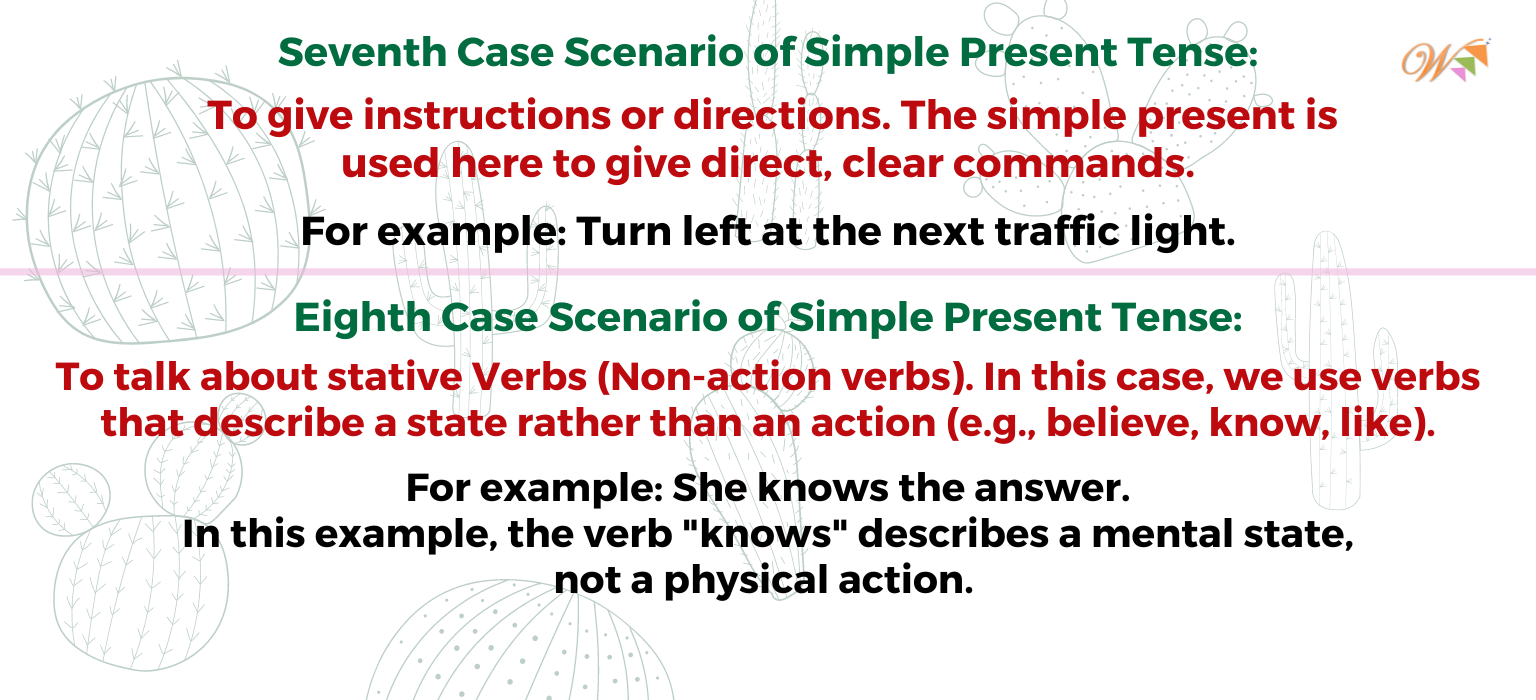 Seventh Case Scenario of Simple Present Tense:
W
To give instructions or directions. The simple present is
used here to give direct, clear commands.
For example: Turn left at the next traffic light.
Eighth Case Scenario of Simple Present Tense:
To talk about stative Verbs (Non-action verbs). In this case, we use verbs
that describe a state rather than an action (e.g., believe, know, like).
For example: She knows the answer.
In this example, the verb "knows" describes a mental state,
not a physical action.